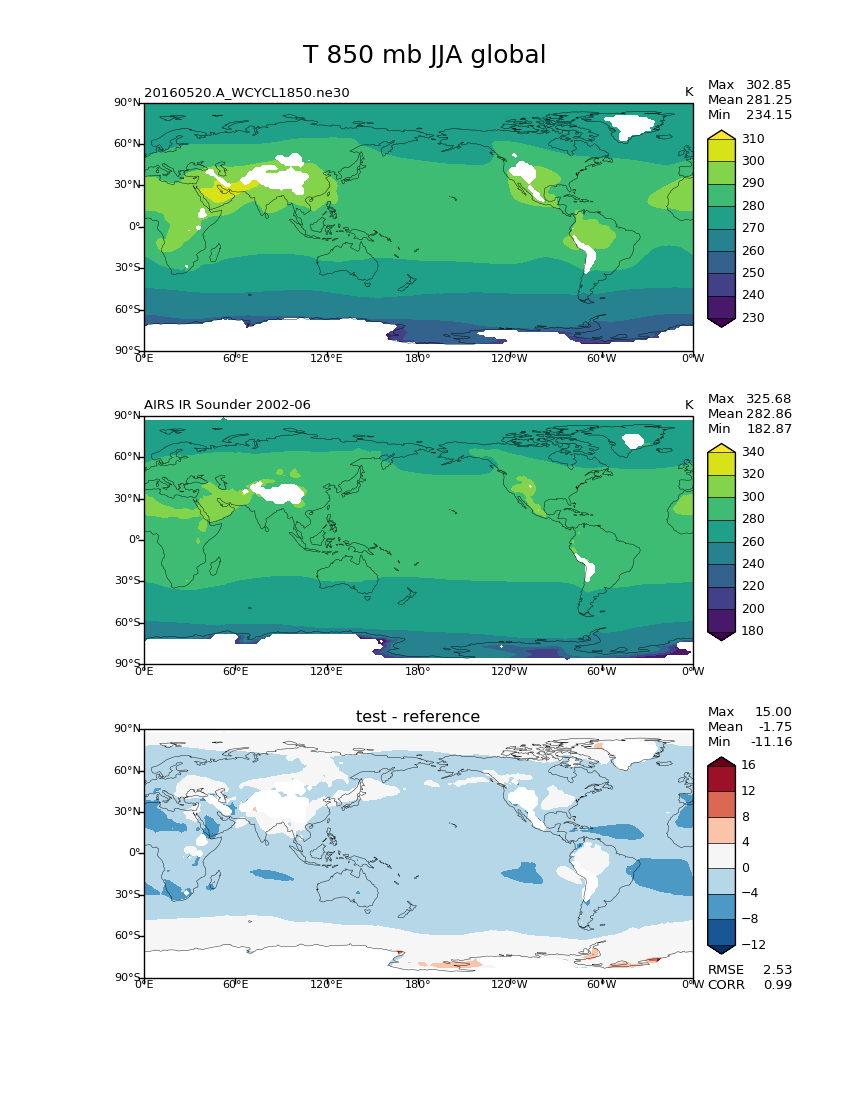 T 850 mb JJA global
20160520.A_WCYCL1850.ne30
K
Max 302.85
Mean 281.25
Min 234.15
90°N
60°N
30°N
0°
30°S
60°S
90°S
0°E 60°E 120°E 180° 120°W 60°W 0°W
310
300
290
280
270
260
250
240
230
AIRS IR Sounder 2002-06
K
Max 325.68
Mean 282.86
Min 182.87
90°N
60°N
30°N
0°
30°S
60°S
90°S
0°E 60°E 120°E 180° 120°W 60°W 0°W
340
320
300
280
260
240
220
200
180
test - reference
Max 15.00
Mean -1.75
Min -11.16
90°N
60°N
30°N
0°
30°S
60°S
90°S
0°E 60°E 120°E 180° 120°W 60°W 0°W
16
12
8
4
0
−4
−8
−12
RMSE 2.53
CORR 0.99